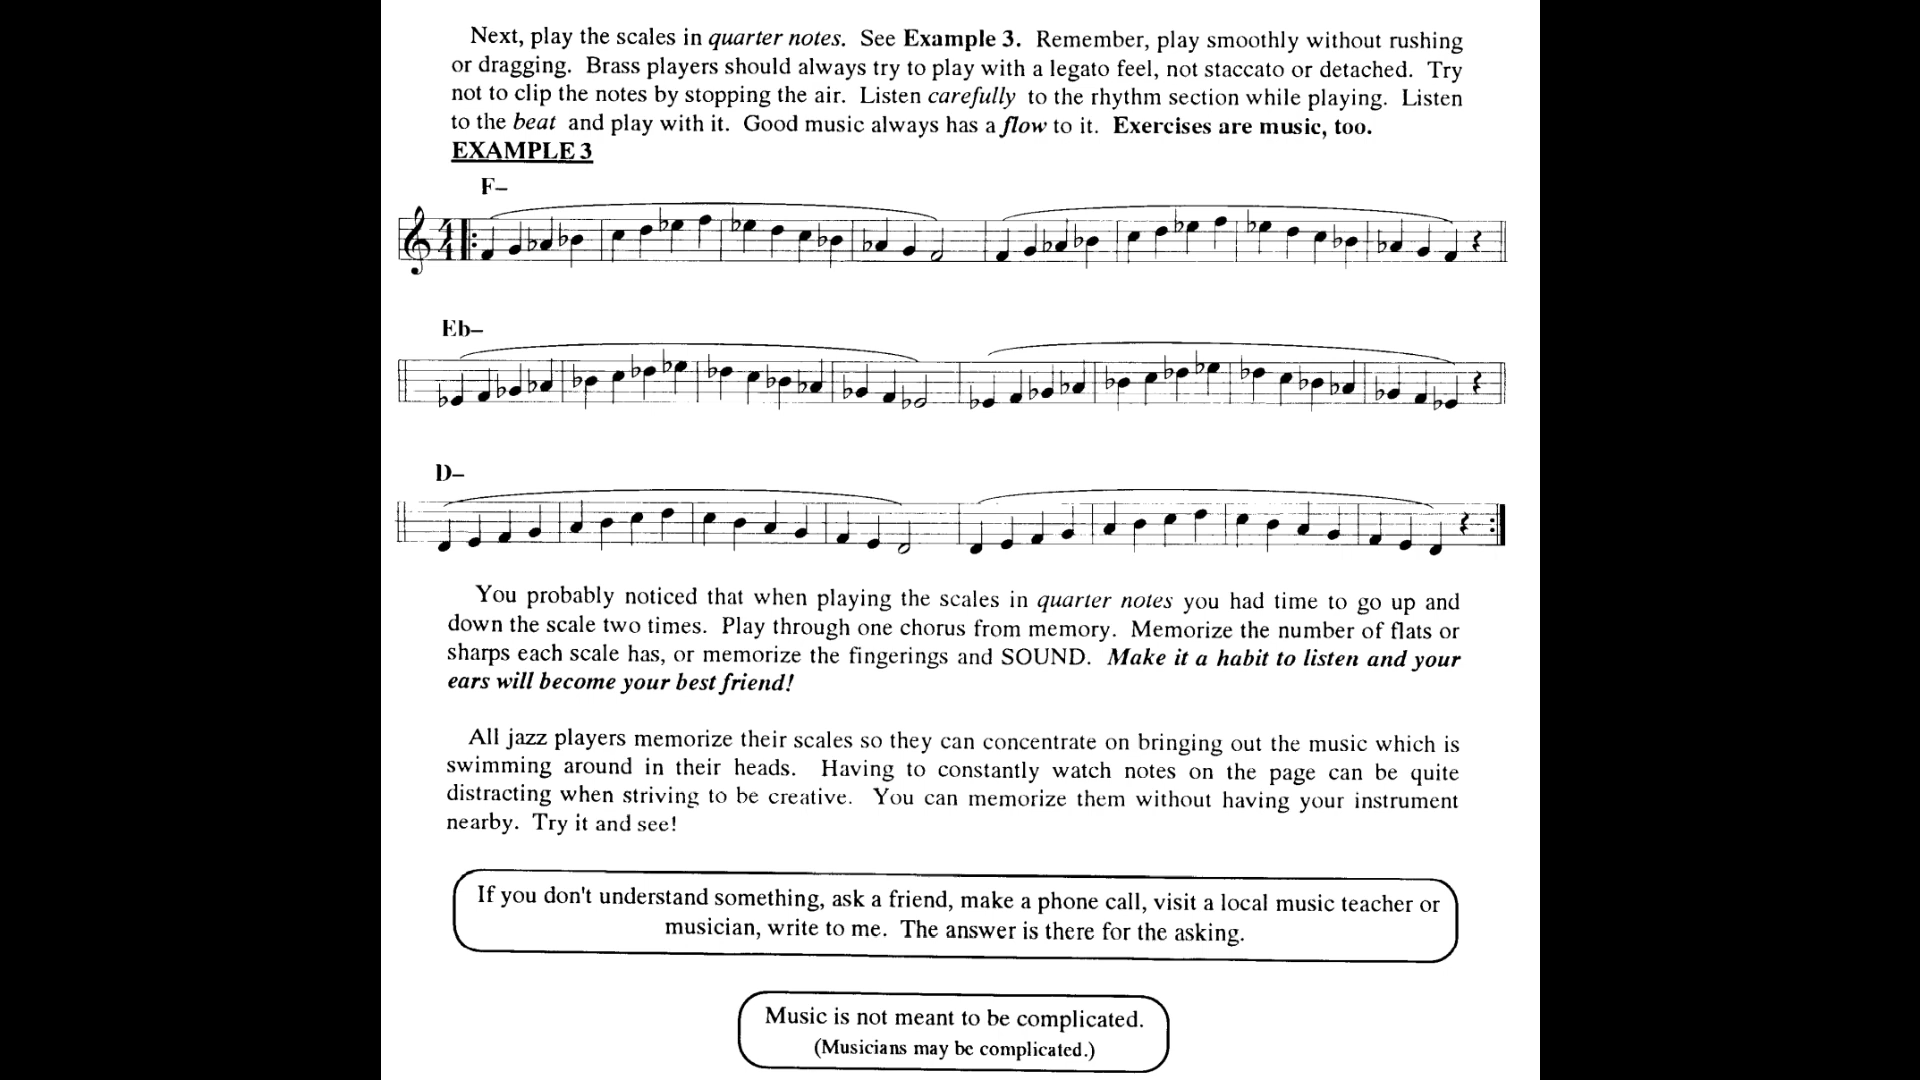 Next, play the scales in quarter notes. See Example 3. Remember, play smoothly without rushing
or dragging. Brass players should always try to play with a legato feel, not staccato or detached. Try
not to clip the notes by stopping the air. Listen carefully to the rhythm section while playing. Listen
to the beat and play with it. Good music always has a flow to it. Exercises are music, too.
EXAMPLE 3
F–
4
4
Eb–
D–
You probably noticed that when playing the scales in quarter notes you had time to go up and
down the scale two times. Play through one chorus from memory. Memorize the number of flats or
sharps each scale has, or memorize the fingerings and SOUND. Make it a habit to listen and your
ears will become your best friend!
All jazz players memorize their scales so they can concentrate on bringing out the music which is
swimming around in their heads. Having to constantly watch notes on the page can be quite
distracting when striving to be creative. You can memorize them without having your instrument
nearby. Try it and see!
If you don't understand something, ask a friend, make a phone call, visit a local music teacher or
musician, write to me. The answer is there for the asking.
Music is not meant to be complicated.
(Musicians may be complicated.)